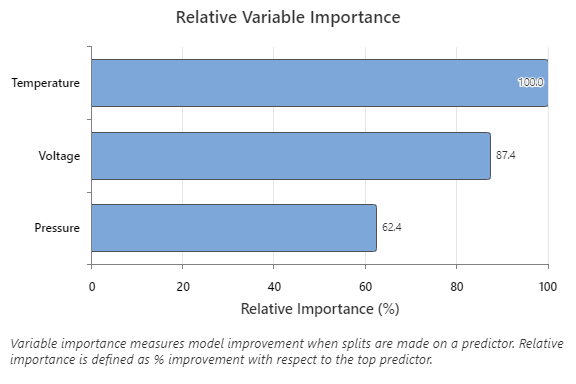 Relative Variable Importance
Temperature
100.0
Voltage
87.4
Pressure
62.4
0 20 40 60 80 100
Relative Importance (%)
Variable importance measures model improvement when splits are made on a predictor. Relative
importance is defined as % improvement with respect to the top predictor.